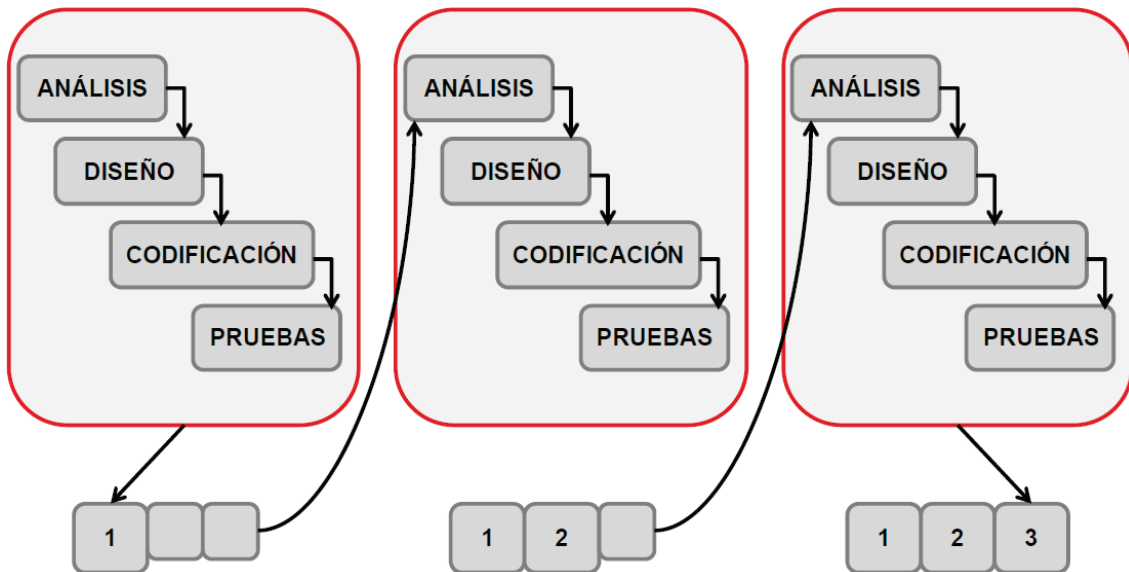 ANÁLISIS
DISEÑO
CODIFICACIÓN
PRUEBAS
1
ANÁLISIS
DISEÑO
CODIFICACIÓN
PRUEBAS
1 2
ANÁLISIS
DISEÑO
CODIFICACIÓN
PRUEBAS
1 2 3